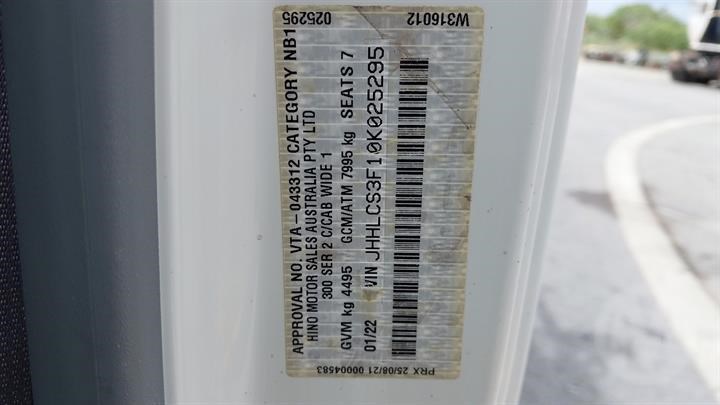 APPROVAL NO. VTA - 043312 CATEGORY NB1
HINO MOTOR SALES AUSTRALIA PTY LTD
300 SER 2 C/CAB WIDE 1
GVM kg 4495 GCM/ATM 7995 kg SEATS 7
01/22 VIN JHHLCS3F10K025295
025295
W316012
PRX 25/08/21 00004583